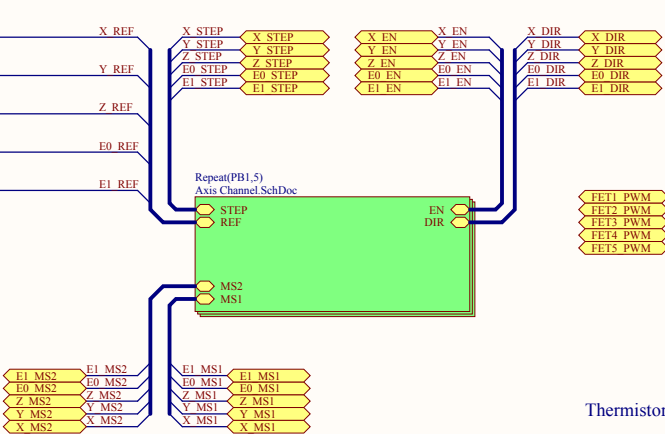 X_REF
Y_REF
Z_REF
E0_REF
E1_REF
X_STEP X_STEP
Y_STEP Y_STEP
Z_STEP Z_STEP
E0_STEP E0_STEP
E1_STEP E1_STEP
X_EN X_EN
Y_EN Y_EN
Z_EN Z_EN
E0_EN E0_EN
E1_EN E1_EN
X_DIR X_DIR
Y_DIR Y_DIR
Z_DIR Z_DIR
E0_DIR E0_DIR
E1_DIR E1_DIR
Repeat(PB1,5)
Axis Channel.SchDoc
STEP EN
REF DIR
MS2
MS1
FET1_PWM
FET2_PWM
FET3_PWM
FET4_PWM
FET5_PWM
E1_MS2 E1_MS2
E0_MS2 E0_MS2
Z_MS2 Z_MS2
Y_MS2 Y_MS2
X_MS2 X_MS2
E1_MS1 E1_MS1
E0_MS1 E0_MS1
Z_MS1 Z_MS1
Y_MS1 Y_MS1
X_MS1 X_MS1
Thermistor